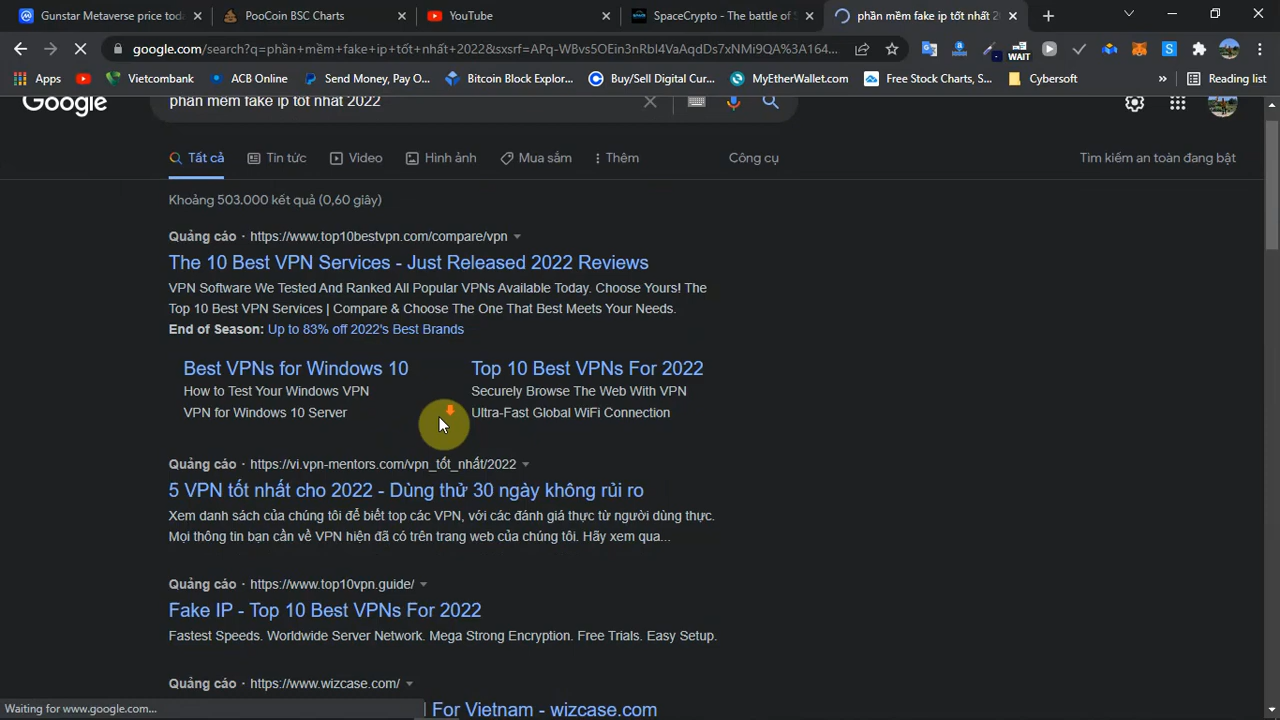 Gunstar Metaverse price toda
PooCoin BSC Charts
YouTube
SpaceCrypto - The battle of S
phần mềm fake ip tốt nhất 2
google.com/search?q=phần+mềm+fake+ip+tốt+nhất+2022&sxsrf=APq-WBvs5OEin3nRbI4VaAqdDs7xNMi9QA%3A164...
WAIT
Apps
Vietcombank
ACB Online
Send Money, Pay O...
Bitcoin Block Explor...
Buy/Sell Digital Cur...
MyEtherWallet.com
Free Stock Charts, S...
Cybersoft
»
Reading list
Google
phần mềm fake ip tốt nhất 2022
Tất cả
Tin tức
Video
Hình ảnh
Mua sắm
Thêm
Công cụ
Tìm kiếm an toàn đang bật
Khoảng 503.000 kết quả (0,60 giây)
Quảng cáo · https://www.top10bestvpn.com/compare/vpn
The 10 Best VPN Services - Just Released 2022 Reviews
VPN Software We Tested And Ranked All Popular VPNs Available Today. Choose Yours! The
Top 10 Best VPN Services | Compare & Choose The One That Best Meets Your Needs.
End of Season: Up to 83% off 2022's Best Brands
Best VPNs for Windows 10
How to Test Your Windows VPN
VPN for Windows 10 Server
Top 10 Best VPNs For 2022
Securely Browse The Web With VPN
Ultra-Fast Global WiFi Connection
Quảng cáo · https://vi.vpn-mentors.com/vpn_tốt_nhất/2022
5 VPN tốt nhất cho 2022 - Dùng thử 30 ngày không rủi ro
Xem danh sách của chúng tôi để biết top các VPN, với các đánh giá thực từ người dùng thực.
Mọi thông tin bạn cần về VPN hiện đã có trên trang web của chúng tôi. Hãy xem qua...
Quảng cáo · https://www.top10vpn.guide/
Fake IP - Top 10 Best VPNs For 2022
Fastest Speeds. Worldwide Server Network. Mega Strong Encryption. Free Trials. Easy Setup.
Quảng cáo · https://www.wizcase.com/
| For Vietnam - wizcase.com
Waiting for www.google.com...